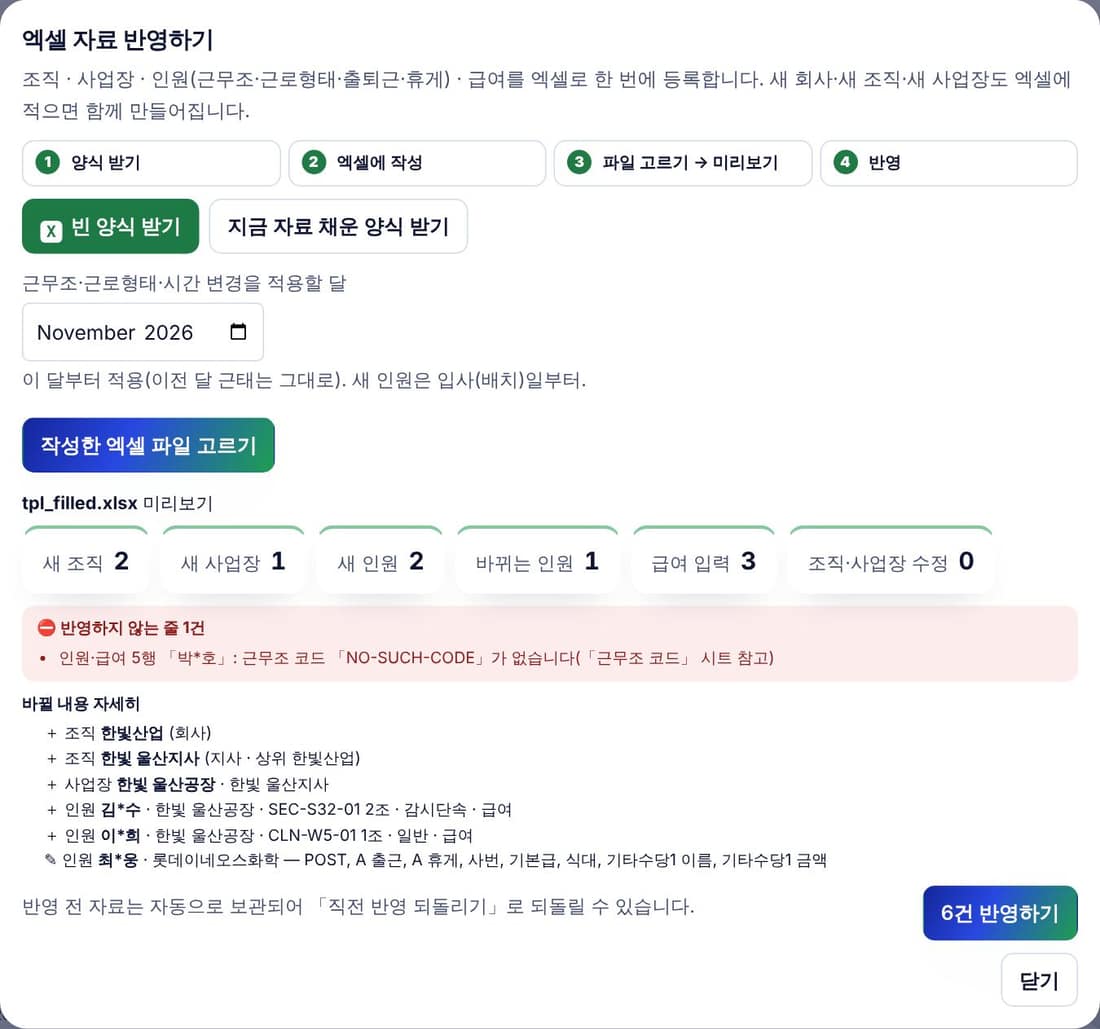 엑셀 자료 반영하기
조직 · 사업장 · 인원(근무조·근로형태·출퇴근·휴게) · 급여를 엑셀로 한 번에 등록합니다. 새 회사·새 조직·새 사업장도 엑셀에
적으면 함께 만들어집니다.
1 양식 받기
2 엑셀에 작성
3 파일 고르기 → 미리보기
4 반영
X 빈 양식 받기
지금 자료 채운 양식 받기
근무조·근로형태·시간 변경을 적용할 달
November 2026
이 달부터 적용(이전 달 근태는 그대로). 새 인원은 입사(배치)일부터.
작성한 엑셀 파일 고르기
tpl_filled.xlsx 미리보기
새 조직 2
새 사업장 1
새 인원 2
바뀌는 인원 1
급여 입력 3
조직·사업장 수정 0
⛔ 반영하지 않는 줄 1건
• 인원·급여 5행 「박*호」: 근무조 코드 「NO-SUCH-CODE」가 없습니다(「근무조 코드」 시트 참고)
바뀔 내용 자세히
+ 조직 한빛산업 (회사)
+ 조직 한빛 울산지사 (지사 · 상위 한빛산업)
+ 사업장 한빛 울산공장 · 한빛 울산지사
+ 인원 김*수 · 한빛 울산공장 · SEC-S32-01 2조 · 감시단속 · 급여
+ 인원 이*희 · 한빛 울산공장 · CLN-W5-01 1조 · 일반 · 급여
✎ 인원 최*웅 · 롯데이네오스화학 — POST, A 출근, A 휴게, 사번, 기본급, 식대, 기타수당1 이름, 기타수당1 금액
반영 전 자료는 자동으로 보관되어 「직전 반영 되돌리기」로 되돌릴 수 있습니다.
6건 반영하기
닫기